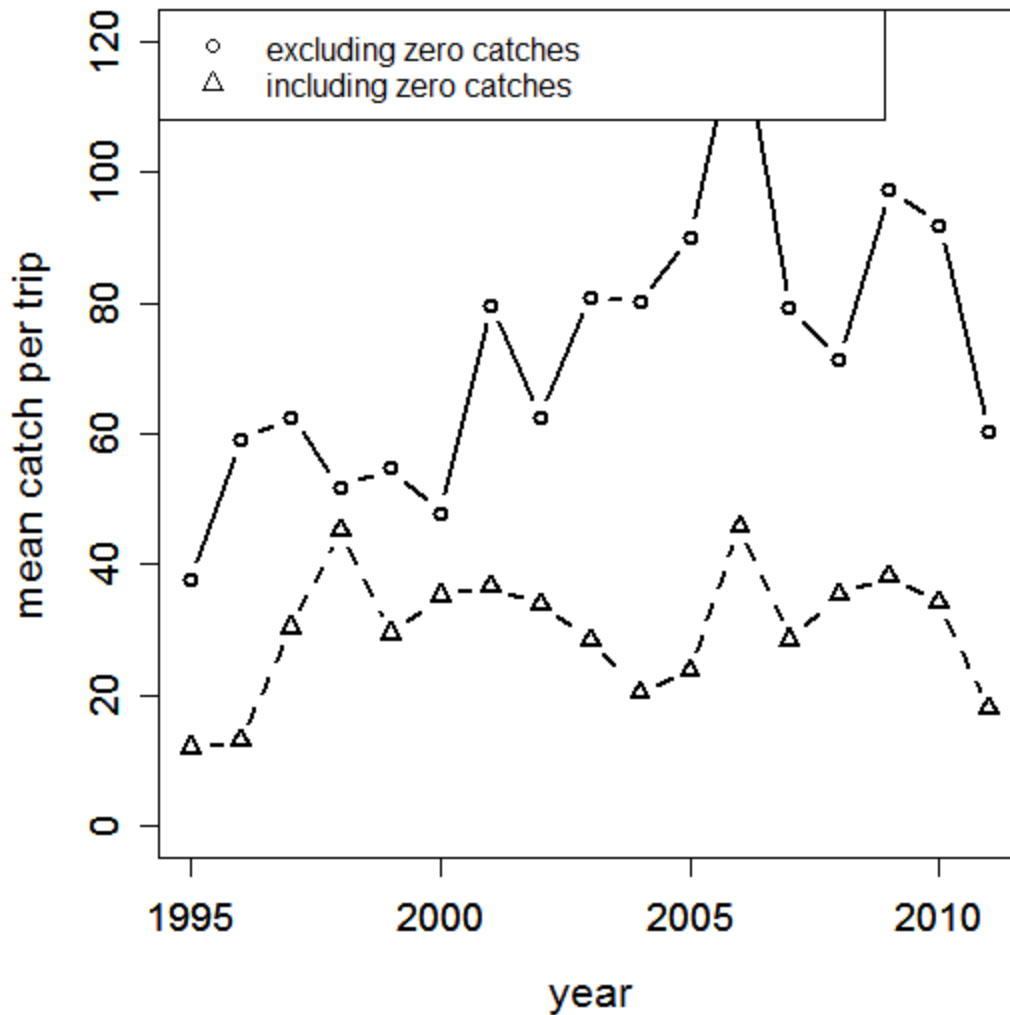 excluding zero catches
including zero catches
mean catch per trip
120
100
80
60
40
20
0
1995 2000 2005 2010
year